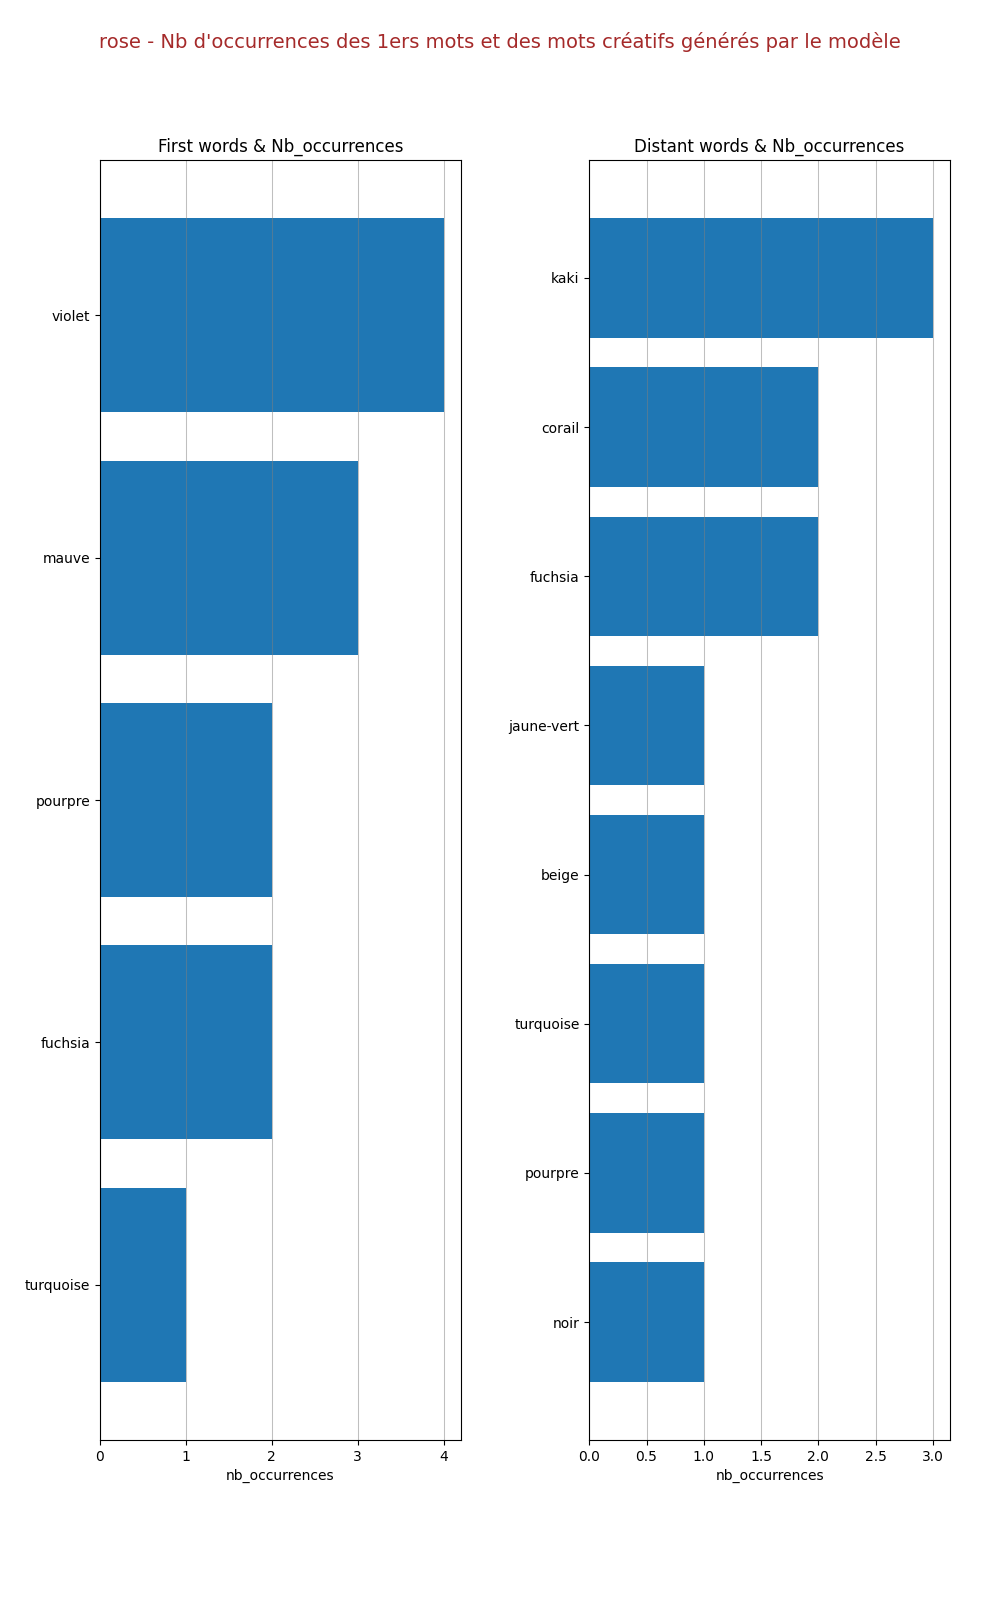 rose - Nb d'occurrences des 1ers mots et des mots créatifs générés par le modèle
First words & Nb_occurrences
violet
mauve
pourpre
fuchsia
turquoise
0 1 2 3 4
nb_occurrences
Distant words & Nb_occurrences
kaki
corail
fuchsia
jaune-vert
beige
turquoise
pourpre
noir
0.0 0.5 1.0 1.5 2.0 2.5 3.0
nb_occurrences